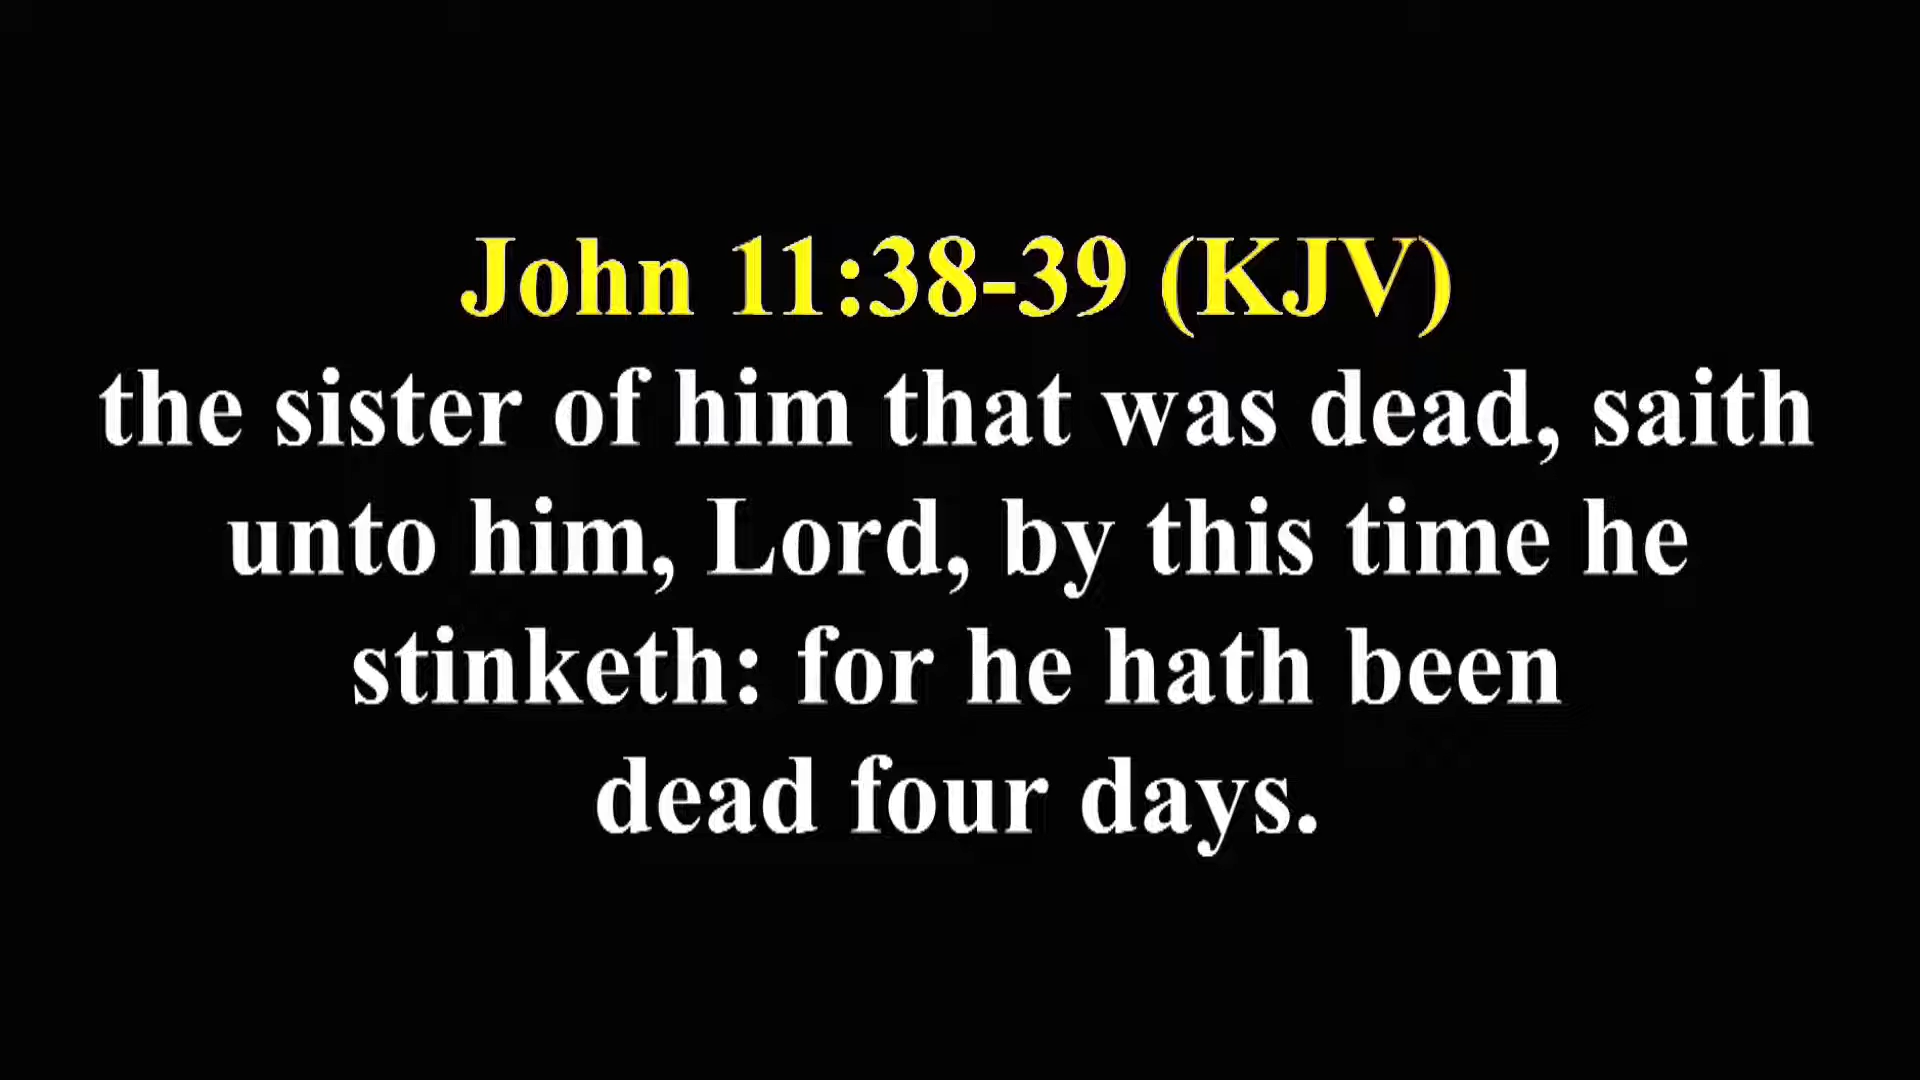 John 11:38-39 (KJV)
the sister of him that was dead, saith
unto him, Lord, by this time he
stinketh: for he hath been
dead four days.